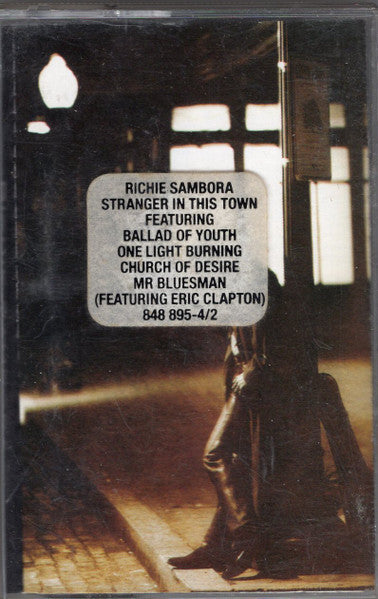 RICHIE SAMBORA
STRANGER IN THIS TOWN
FEATURING
BALLAD OF YOUTH
ONE LIGHT BURNING
CHURCH OF DESIRE
MR BLUESMAN
(FEATURING ERIC CLAPTON)
848 895-4/2